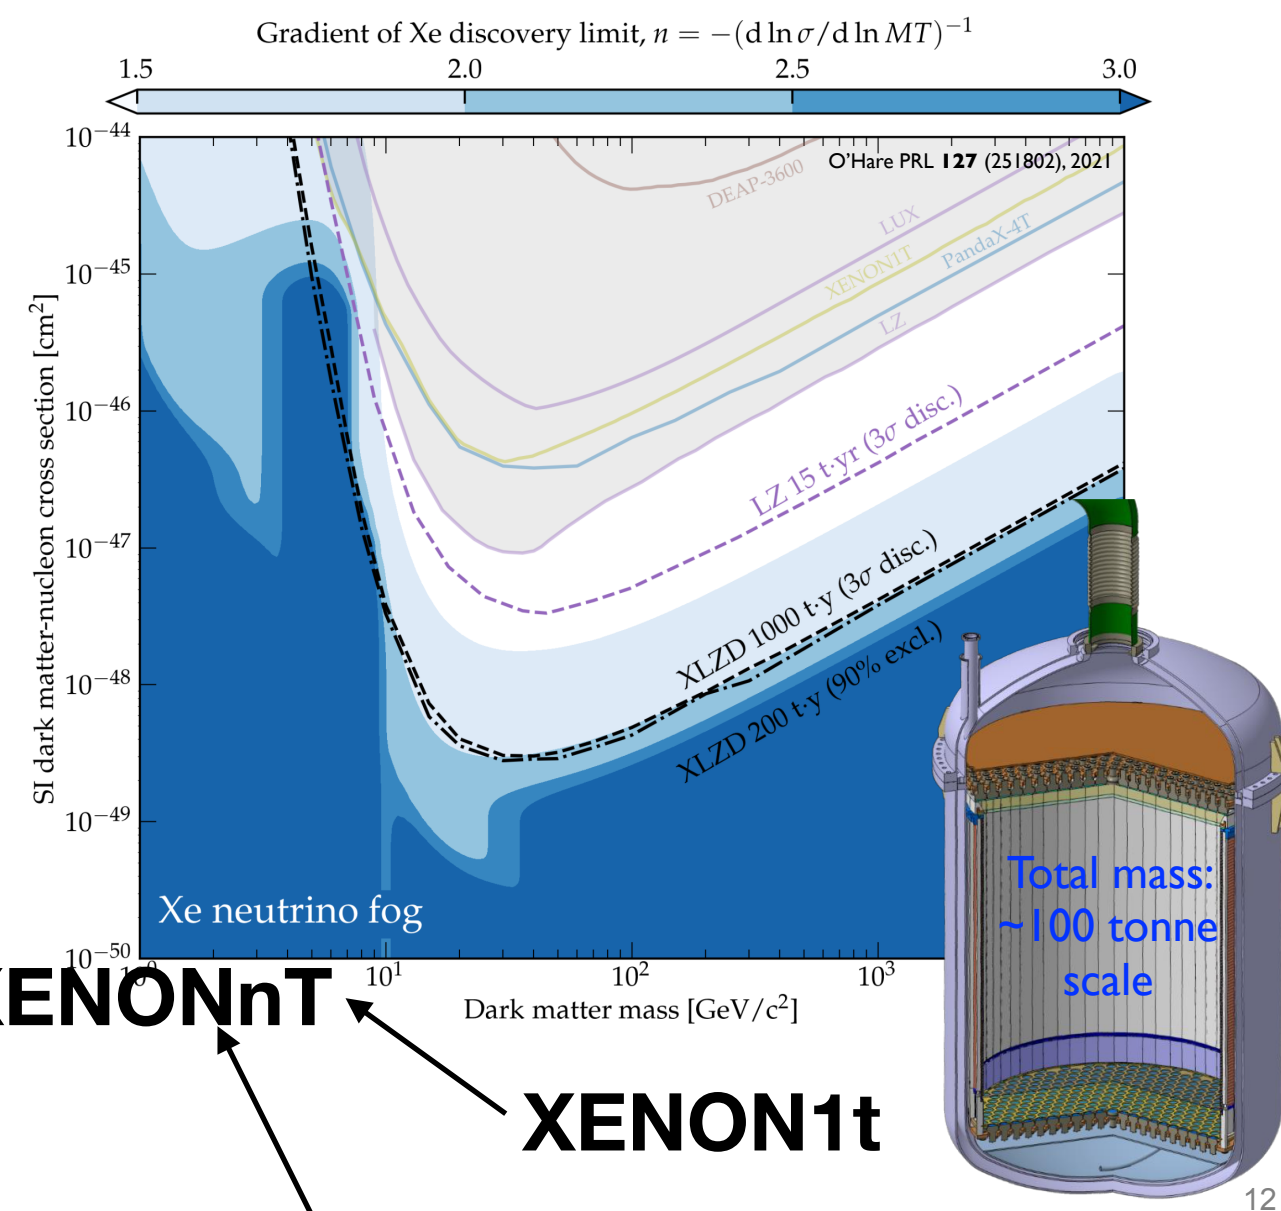 Gradient of Xe discovery limit, n = −(d ln σ/d ln MT)⁻¹
1.5 2.0 2.5 3.0
10⁻⁴⁴
O'Hare PRL 127 (251802), 2021
DEAP-3600
LUX
XENON1T
PandaX-4T
LZ
10⁻⁴⁵
10⁻⁴⁶
LZ 15 t·yr (3σ disc.)
10⁻⁴⁷
XLZD 1000 t·y (3σ disc.)
XLZD 200 t·y (90% excl.)
10⁻⁴⁸
10⁻⁴⁹
10⁻⁵⁰
SI dark matter-nucleon cross section [cm²]
Xe neutrino fog
Total mass:
~100 tonne
scale
10¹ 10² 10³
Dark matter mass [GeV/c²]
XENONnT
XENON1t
12